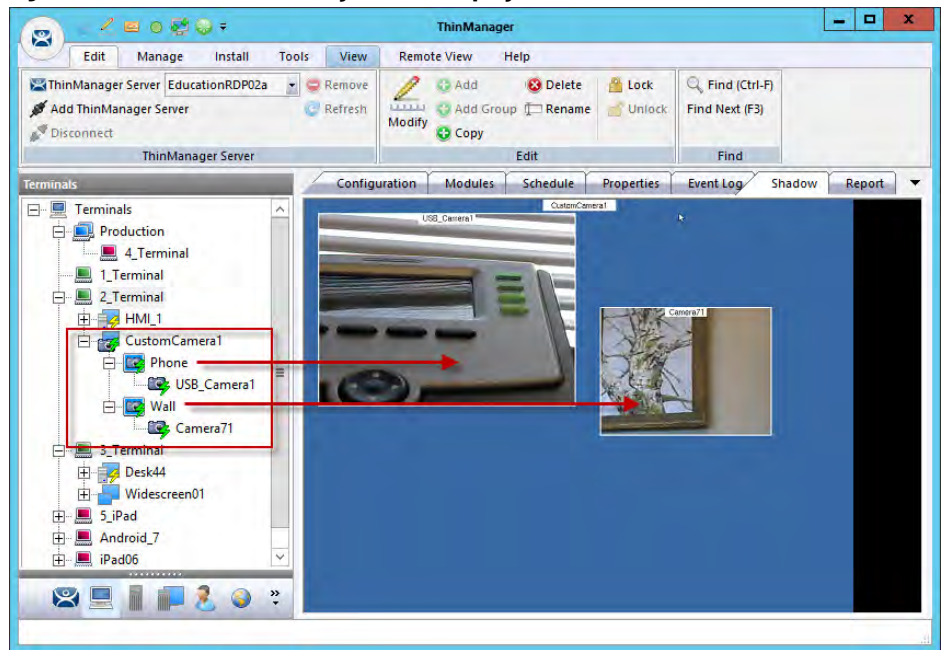 ThinManager
Edit Manage Install Tools View Remote View Help
ThinManager Server EducationRDP02a Remove Add Delete Lock Find (Ctrl-F)
Add ThinManager Server Refresh Modify Add Group Rename Unlock Find Next (F3)
Disconnect Copy
ThinManager Server Edit Find
Terminals Configuration Modules Schedule Properties Event Log Shadow Report
Terminals
Production
4_Terminal
1_Terminal
2_Terminal
HMI_1
CustomCamera1
Phone
USB_Camera1
Wall
Camera71
3_Terminal
Desk44
Widescreen01
5_iPad
Android_7
iPad06
CustomCamera1
USB_Camera1
Camera71